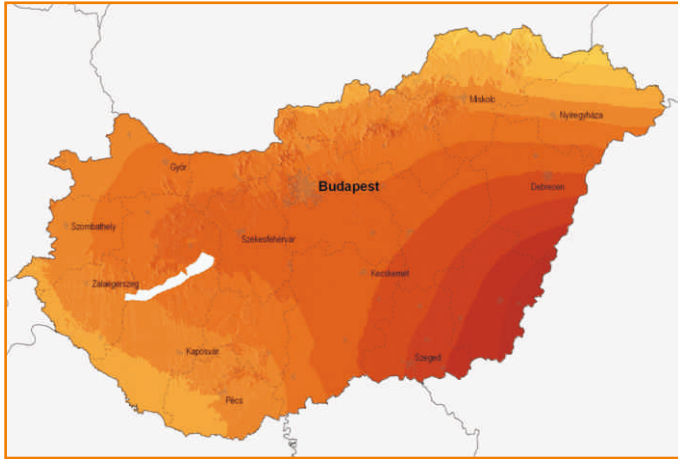 Miskolc
Nyíregyháza
Győr
Budapest
Debrecen
Szombathely
Székesfehérvár
Kecskemét
Zalaegerszeg
Kaposvár
Szeged
Pécs